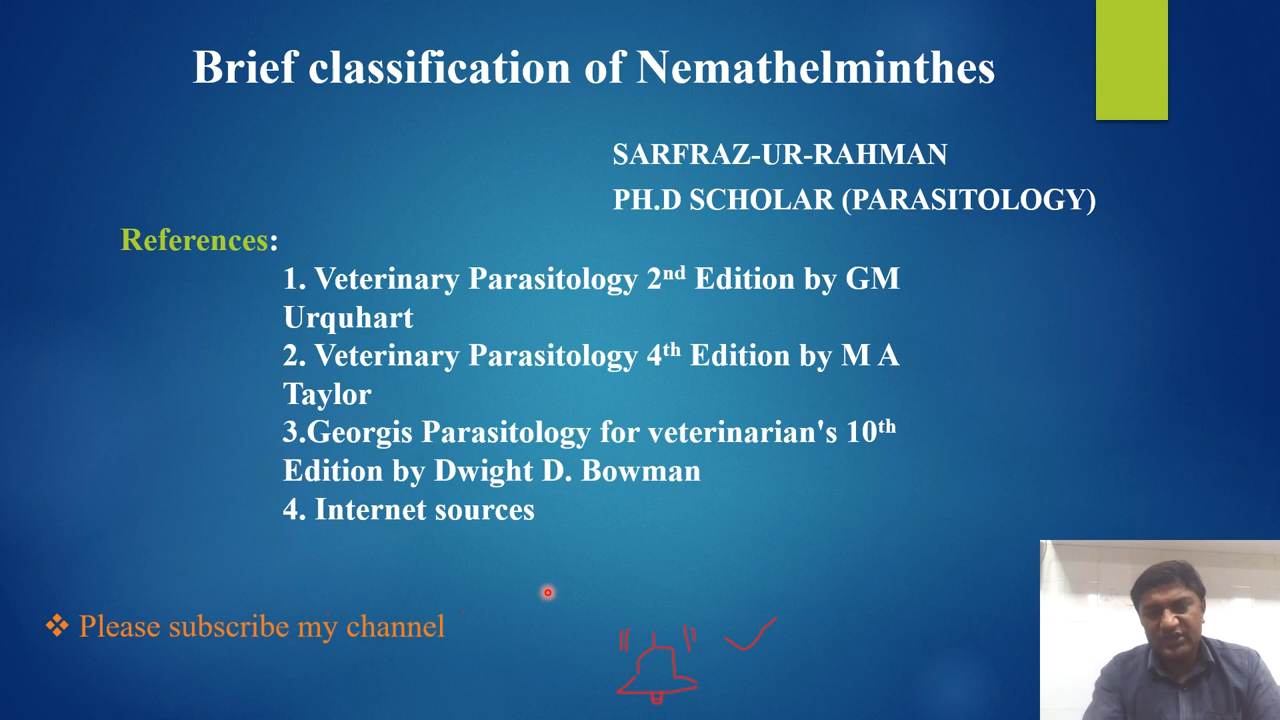 Brief classification of Nemathelminthes
SARFRAZ-UR-RAHMAN
PH.D SCHOLAR (PARASITOLOGY)
References:
1. Veterinary Parasitology 2nd Edition by GM
Urquhart
2. Veterinary Parasitology 4th Edition by M A
Taylor
3.Georgis Parasitology for veterinarian's 10th
Edition by Dwight D. Bowman
4. Internet sources
❖ Please subscribe my channel